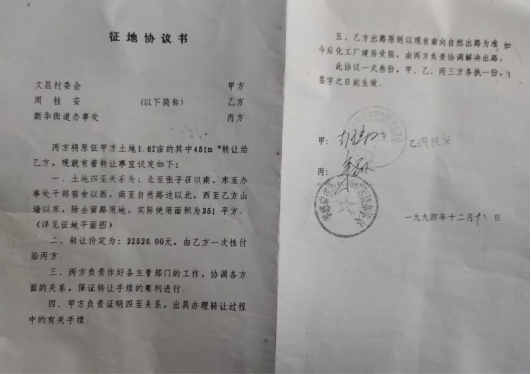 征地协议书
文昌村委会 甲方
周桂安 (以下简称) 乙方
新华街道办事处 丙方
丙方将原征甲方土地1.62亩的其中451m²转让给
乙方，现就有着转让事宜议定如下：
一、土地四至关系为：北至张子召以南，东至办
事处干部宿舍以西，南至自然路边以北，西至乙方山
墙以东，除去留路用地，实际使用面积为351平方．
（详见征地平面图）
二、转让价定为：22520.00元，由乙方一次性付
给丙方．
三、丙方负责作好各主管部门的工作，协调各方
面的关系，保证转让手续的顺利进行．
四、甲方负责证明四至关系，出具办理转让过程
中的有关手续．
五、乙方出路原则以现有南向自然出路为准 如
今后化工厂建房受阻，由丙方负责协调解决出路．
此协议一式叁份，甲、乙、丙三方各执一份，
签字之日起生效．
甲：
乙
丙：
一九九四年十二月十二日